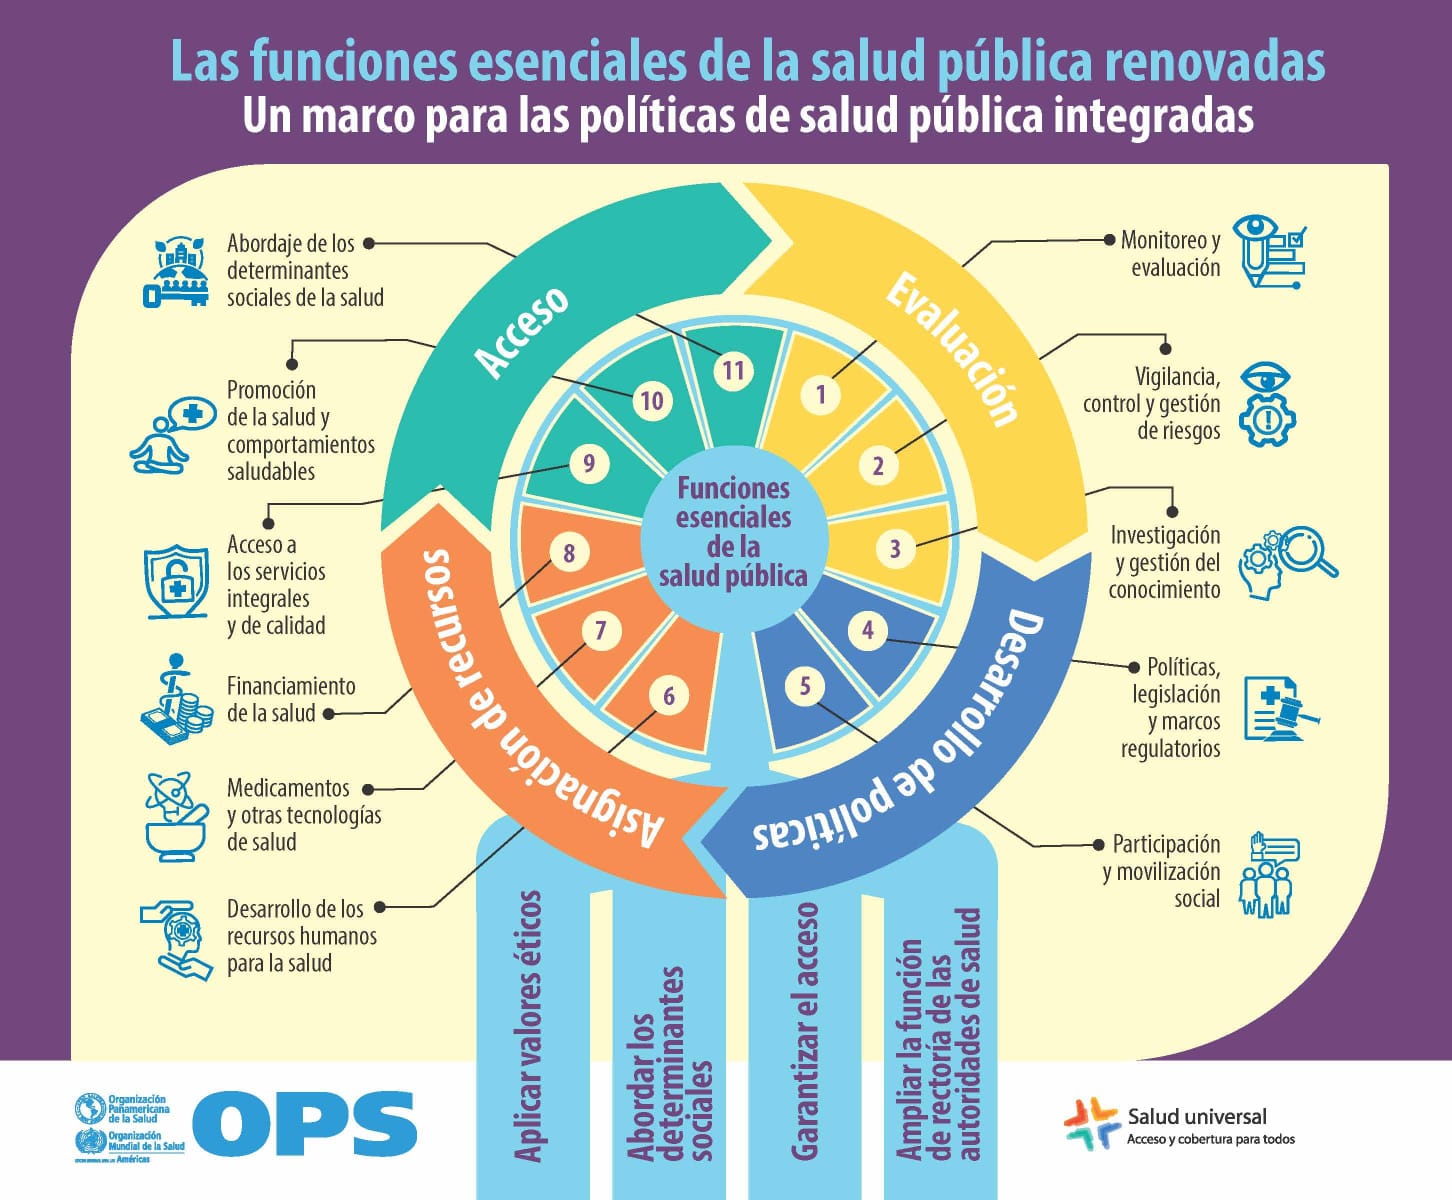 Las funciones esenciales de la salud pública renovadas
Un marco para las políticas de salud pública integradas
Abordaje de los
determinantes
sociales de la salud
Promoción
de la salud y
comportamientos
saludables
Acceso a
los servicios
integrales
y de calidad
Financiamiento
de la salud
Medicamentos
y otras tecnologías
de salud
Desarrollo de los
recursos humanos
para la salud
Acceso
Evaluación
Desarrollo de políticas
Asignación de recursos
11
1
2
3
4
5
6
7
8
9
10
Funciones
esenciales
de la
salud pública
Monitoreo y
evaluación
Vigilancia,
control y gestión
de riesgos
Investigación
y gestión del
conocimiento
Políticas,
legislación
y marcos
regulatorios
Participación
y movilización
social
Aplicar valores éticos
Abordar los
determinantes
sociales
Garantizar el acceso
Ampliar la función
de rectoría de las
autoridades de salud
Organización
Panamericana
de la Salud
Organización
Mundial de la Salud
Américas
OPS
Salud universal
Acceso y cobertura para todos